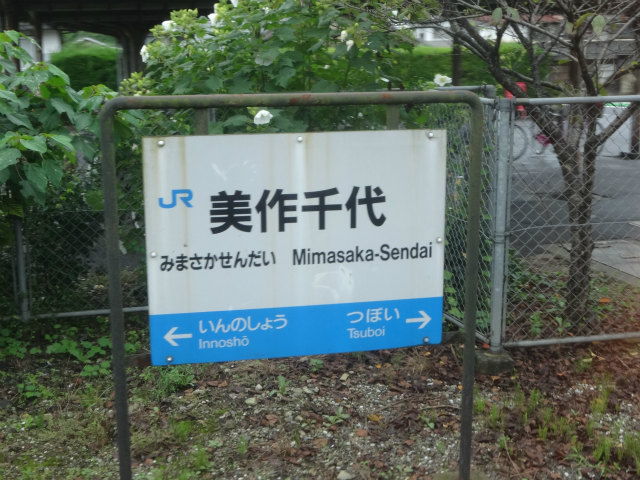 JR 美作千代
みまさかせんだい Mimasaka-Sendai
← いんのしょう つぼい →
Innoshō Tsuboi